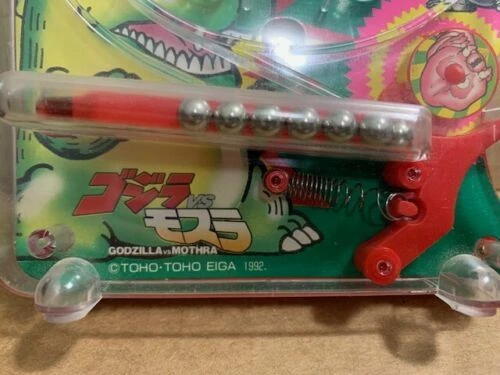 ゴジラ VS
モスラ
GODZILLA VS MOTHRA
©TOHO-TOHO EIGA 1992.